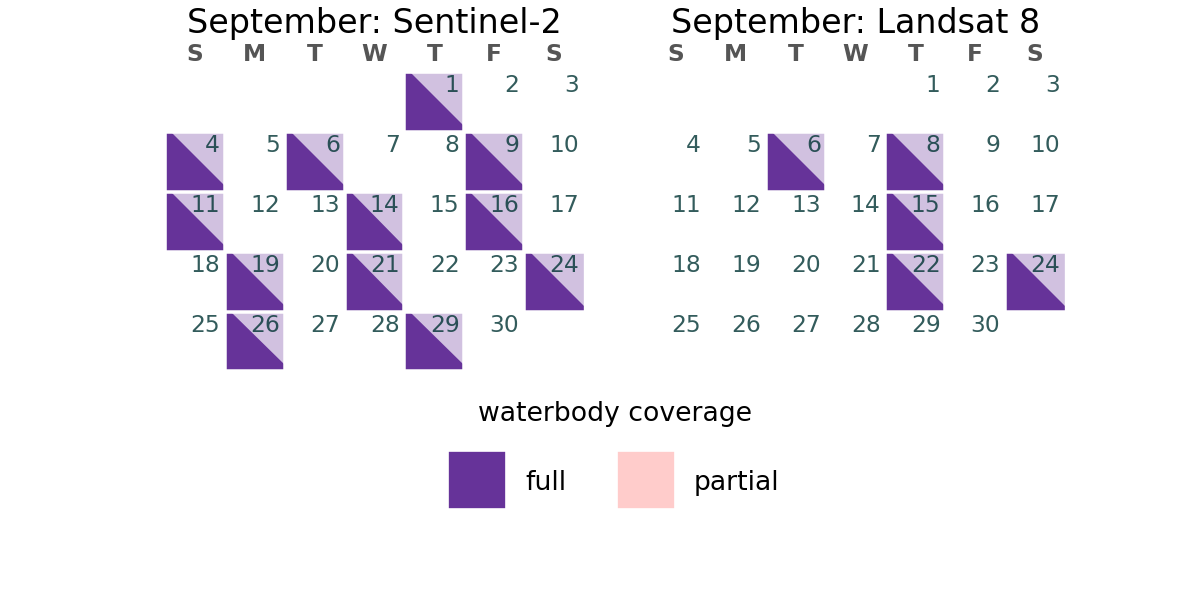 September: Sentinel-2
S M T W T F S
1 2 3
4 5 6 7 8 9 10
11 12 13 14 15 16 17
18 19 20 21 22 23 24
25 26 27 28 29 30
September: Landsat 8
S M T W T F S
1 2 3
4 5 6 7 8 9 10
11 12 13 14 15 16 17
18 19 20 21 22 23 24
25 26 27 28 29 30
waterbody coverage
full partial